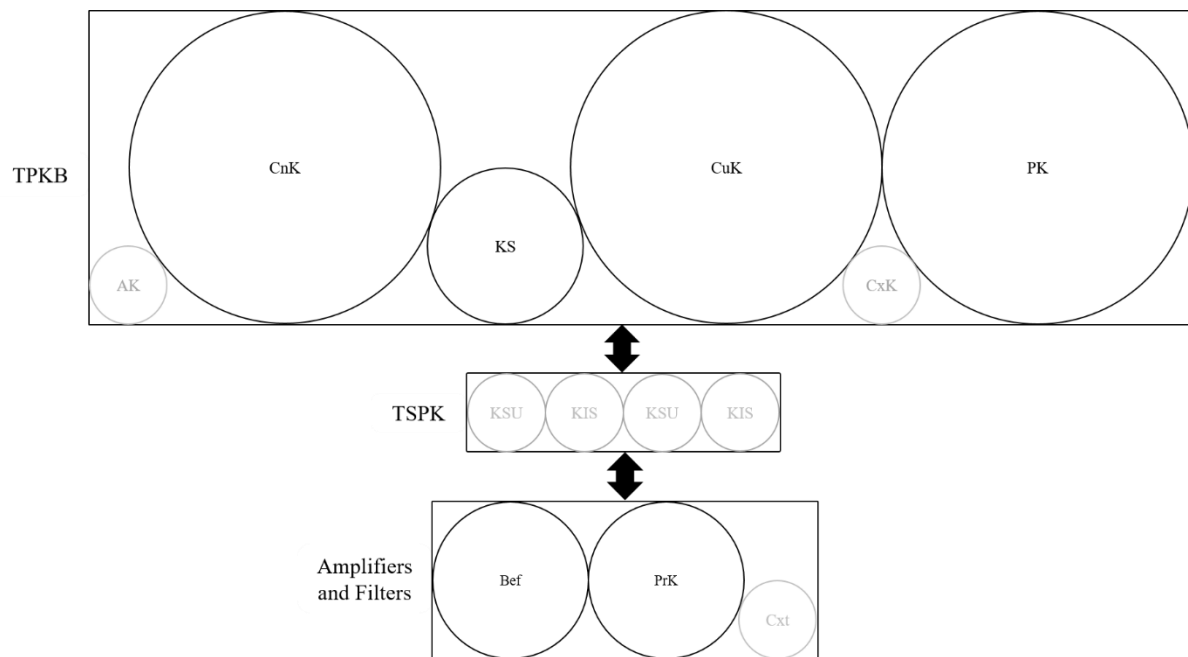 CnK
CuK
PK
TPKB
KS
AK
CxK
TSPK
KSU
KIS
KSU
KIS
Amplifiers
and Filters
Bef
PrK
Cxt